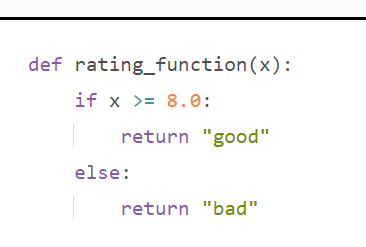 def rating_function(x):
    if x >= 8.0:
        return "good"
    else:
        return "bad"